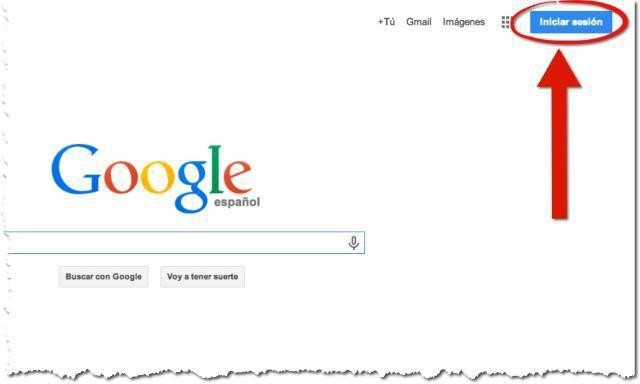 +Tú Gmail Imágenes Iniciar sesión
Google
español
Buscar con Google Voy a tener suerte